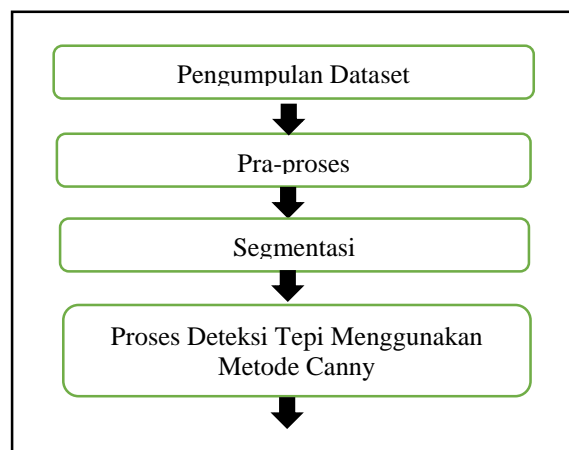 Pengumpulan Dataset
Pra-proses
Segmentasi
Proses Deteksi Tepi Menggunakan
Metode Canny